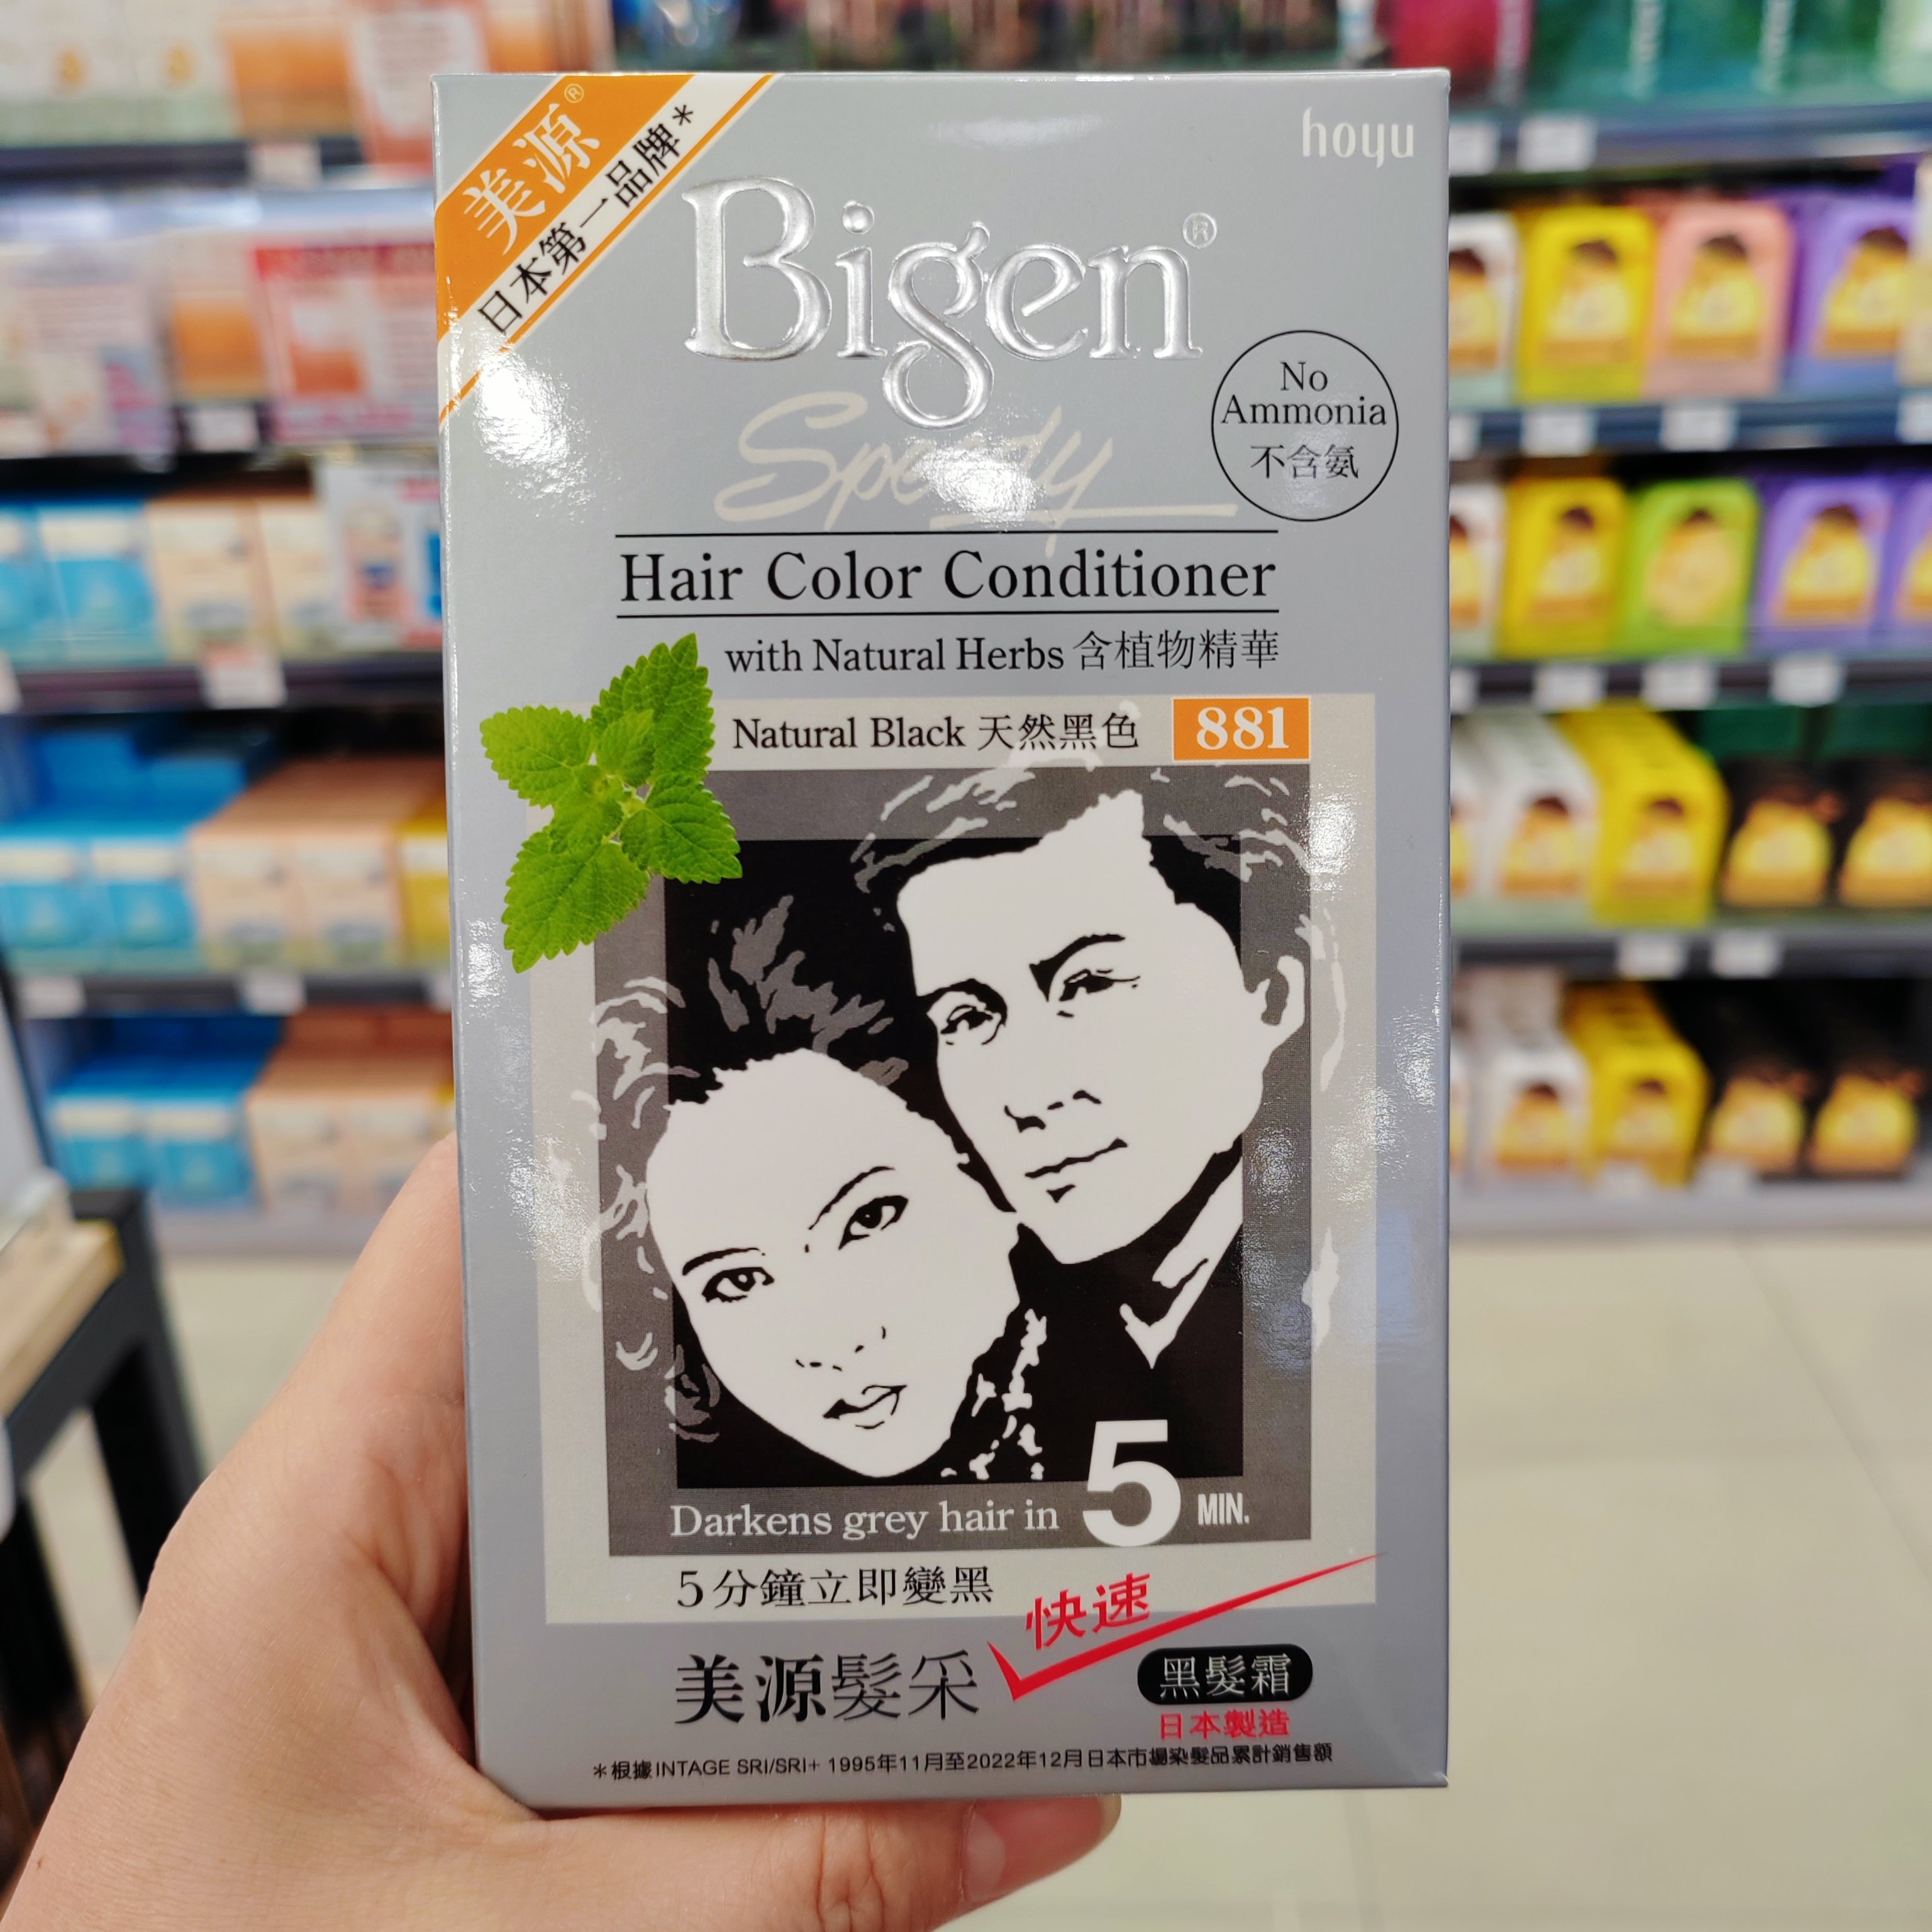 美源®
日本第一品牌*
hoyu
Bigen®
Speedy
No
Ammonia
不含氨
Hair Color Conditioner
with Natural Herbs 含植物精華
Natural Black 天然黑色 881
Darkens grey hair in 5 MIN.
5分鐘立即變黑
快速
美源髮采
黑髮霜
日本製造
*根據INTAGE SRI/SRI+ 1995年11月至2022年12月日本市場染髮品累計銷售額